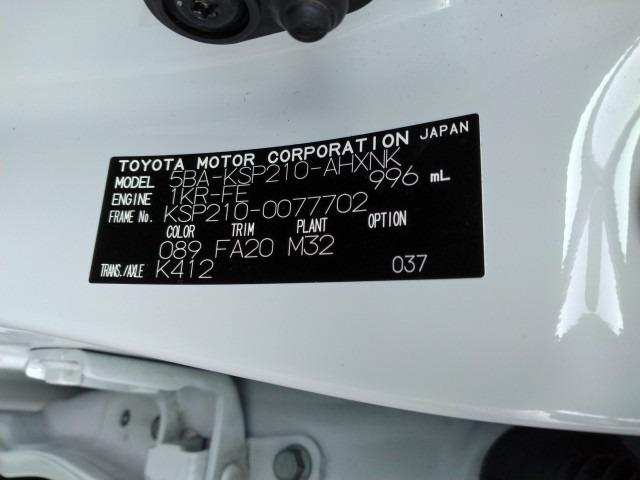 TOYOTA MOTOR CORPORATION JAPAN
MODEL 5BA-KSP210-AHXNK
ENGINE 1KR-FE 996 mL
FRAME No. KSP210-0077702
COLOR TRIM PLANT OPTION
089 FA20 M32
TRANS./AXLE K412 037